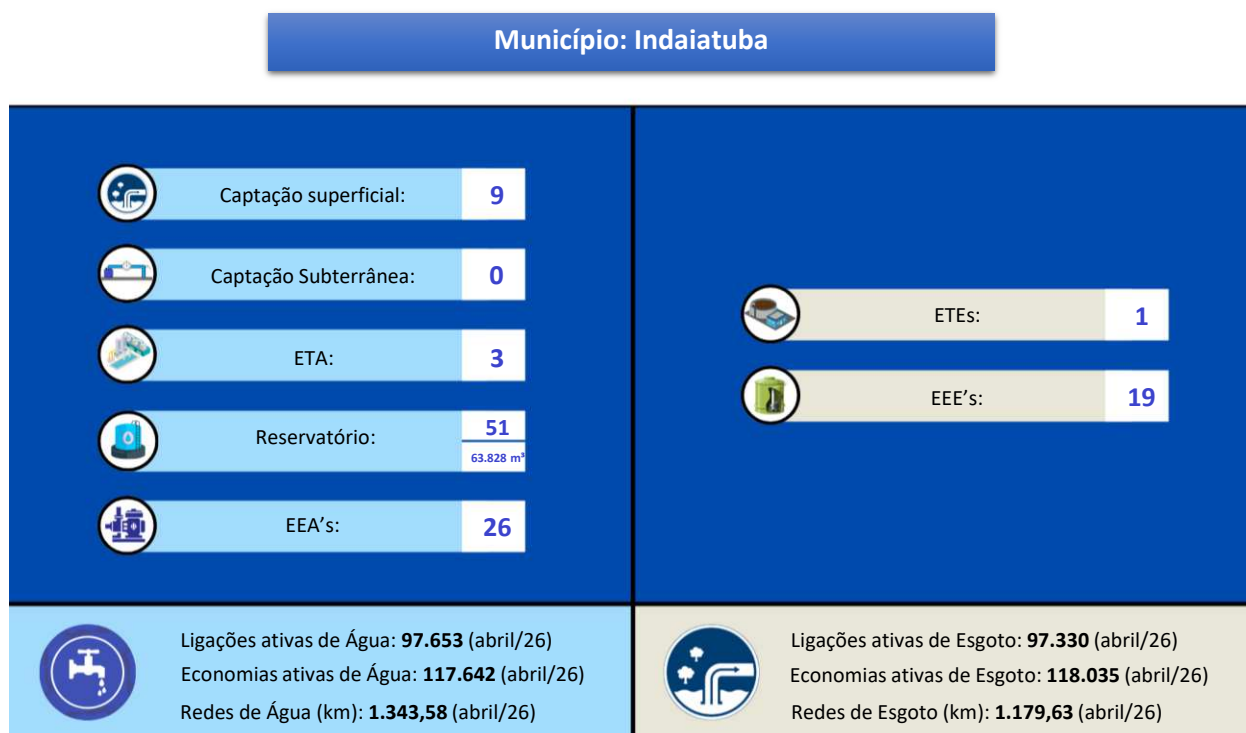 Município: Indaiatuba
Captação superficial: 9
Captação Subterrânea: 0
ETA: 3
Reservatório: 51
63.828 m³
EEA’s: 26
ETEs: 1
EEE’s: 19
Ligações ativas de Água: 97.653 (abril/26)
Economias ativas de Água: 117.642 (abril/26)
Redes de Água (km): 1.343,58 (abril/26)
Ligações ativas de Esgoto: 97.330 (abril/26)
Economias ativas de Esgoto: 118.035 (abril/26)
Redes de Esgoto (km): 1.179,63 (abril/26)